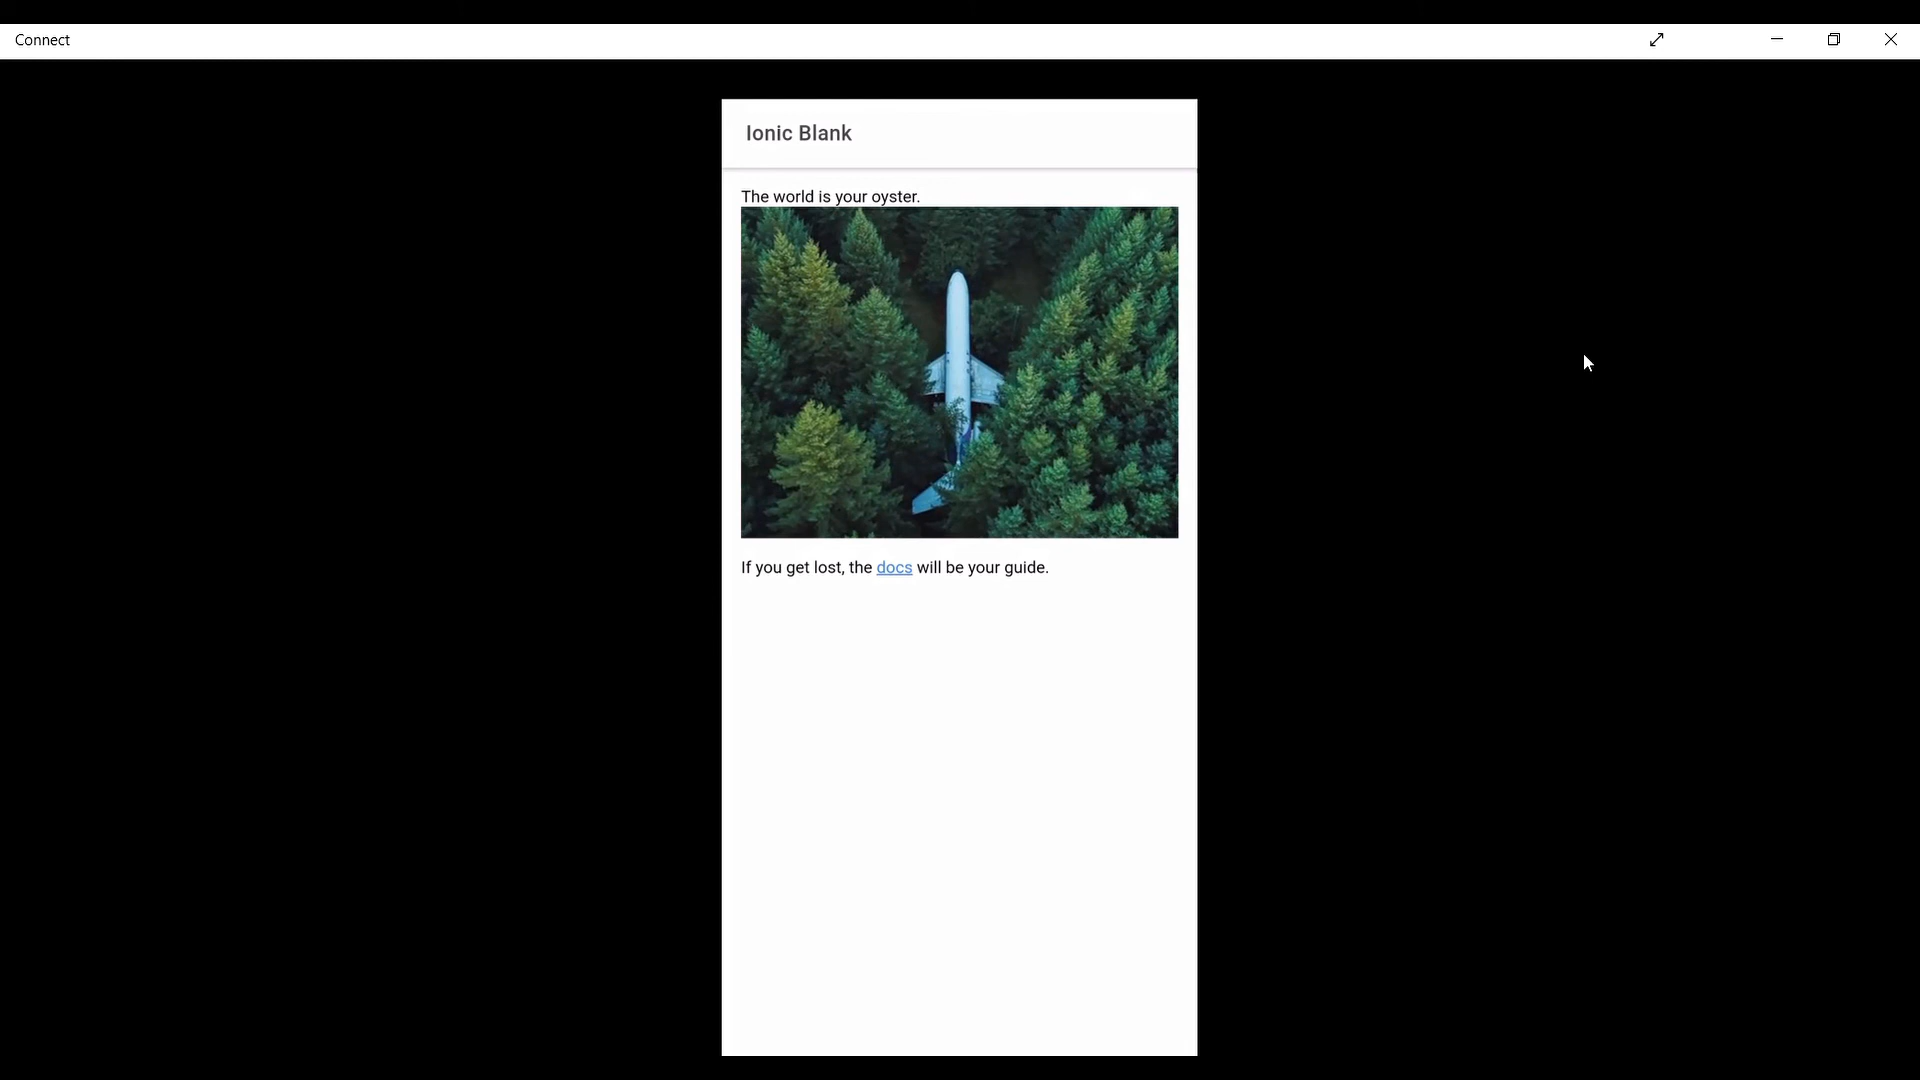 Connect
Ionic Blank
The world is your oyster.
If you get lost, the docs will be your guide.